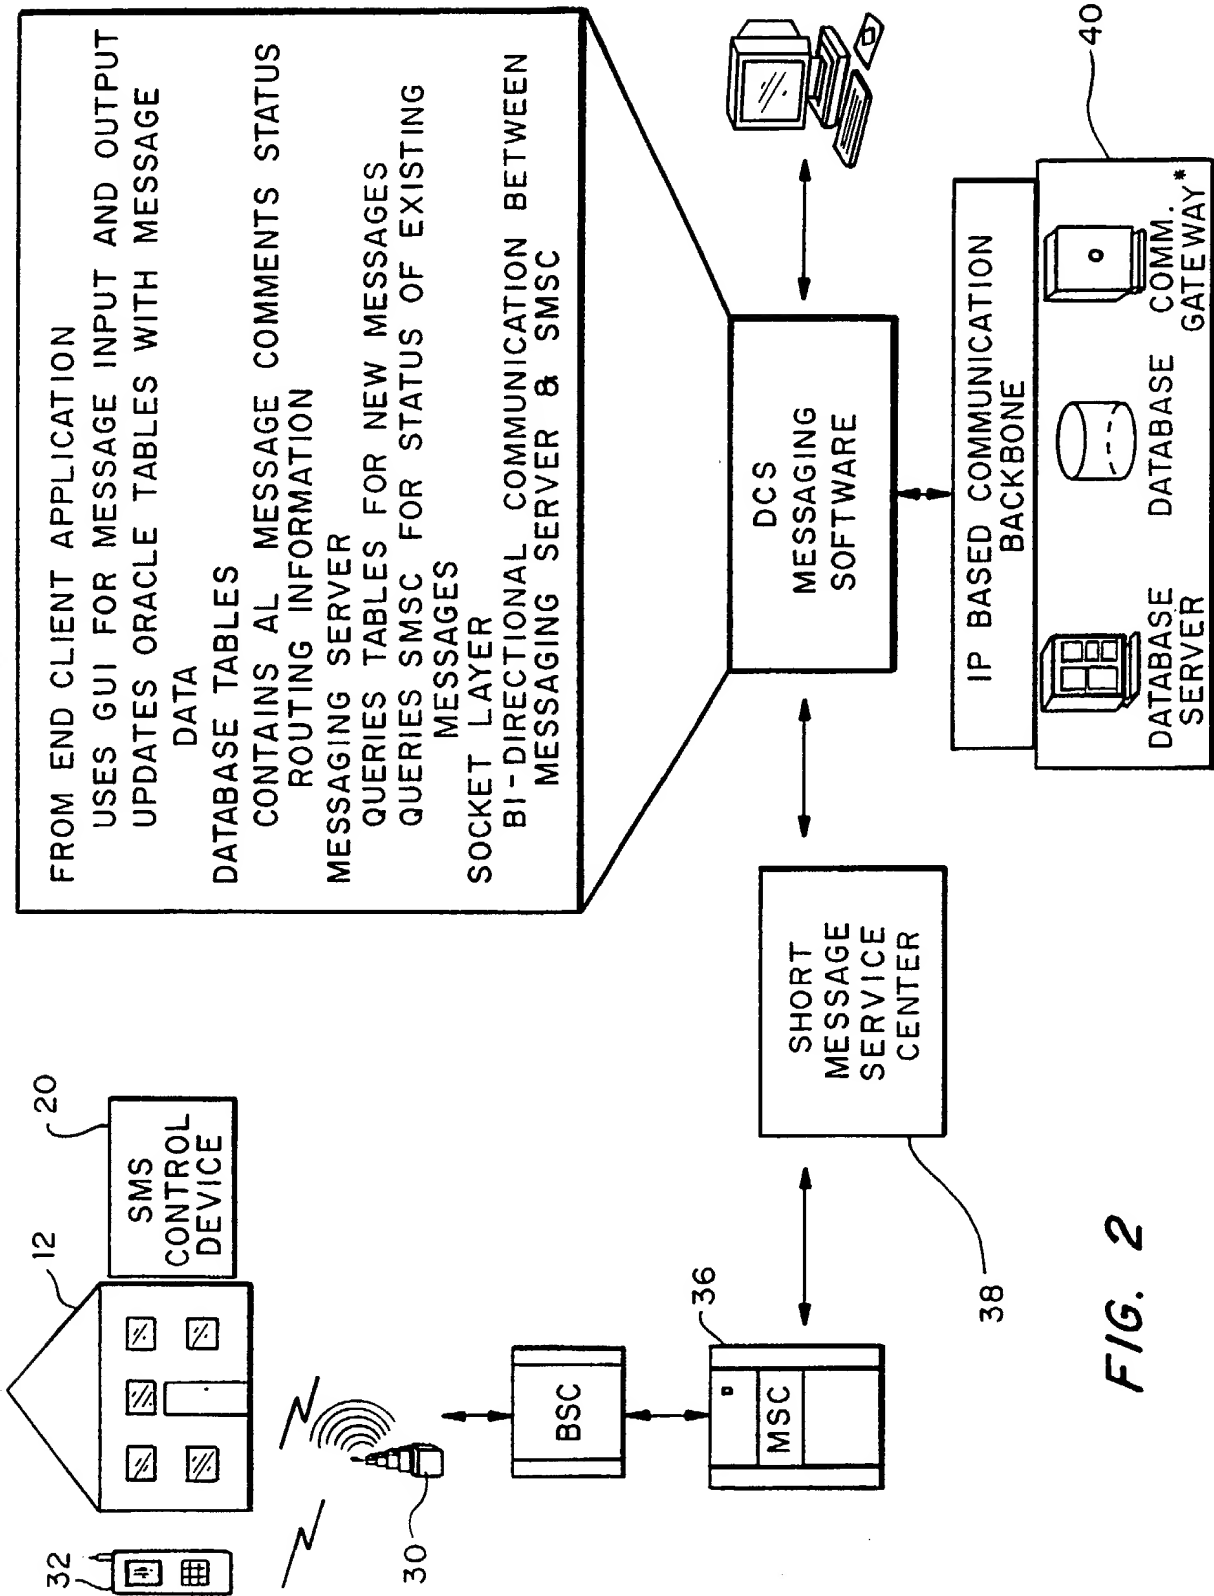 FROM END CLIENT APPLICATION
USES GUI FOR MESSAGE INPUT AND OUTPUT
UPDATES ORACLE TABLES WITH MESSAGE
DATA
DATABASE TABLES
CONTAINS AL MESSAGE COMMENTS STATUS
ROUTING INFORMATION
MESSAGING SERVER
QUERIES TABLES FOR NEW MESSAGES
QUERIES SMSC FOR STATUS OF EXISTING
MESSAGES
SOCKET LAYER
BI-DIRECTIONAL COMMUNICATION BETWEEN
MESSAGING SERVER & SMSC
32
12
20
SMS
CONTROL
DEVICE
30
BSC
36
MSC
38
SHORT
MESSAGE
SERVICE
CENTER
DCS
MESSAGING
SOFTWARE
IP BASED COMMUNICATION
BACKBONE
40
DATABASE
SERVER
DATABASE
COMM.
GATEWAY*
FIG. 2